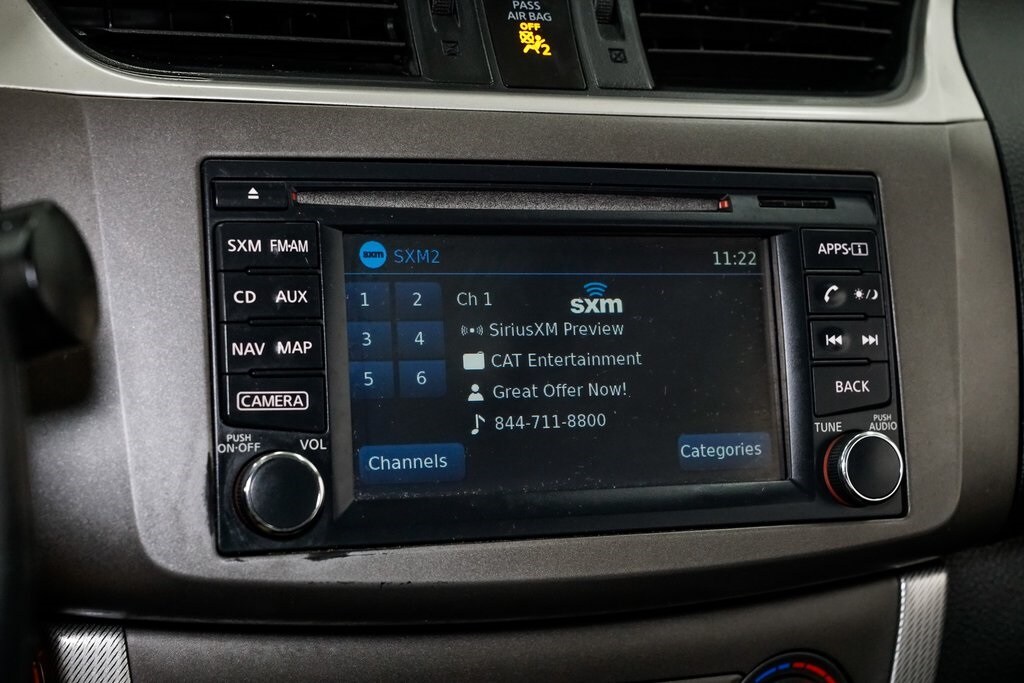 PASS
AIR BAG
OFF
2
SXM FM·AM
CD AUX
NAV MAP
CAMERA
PUSH
ON·OFF
VOL
sxm SXM2 11:22
1 2
3 4
5 6
Ch 1
sxm
SiriusXM Preview
CAT Entertainment
Great Offer Now!
844-711-8800
Channels
Categories
APPS·i
BACK
TUNE
PUSH
AUDIO